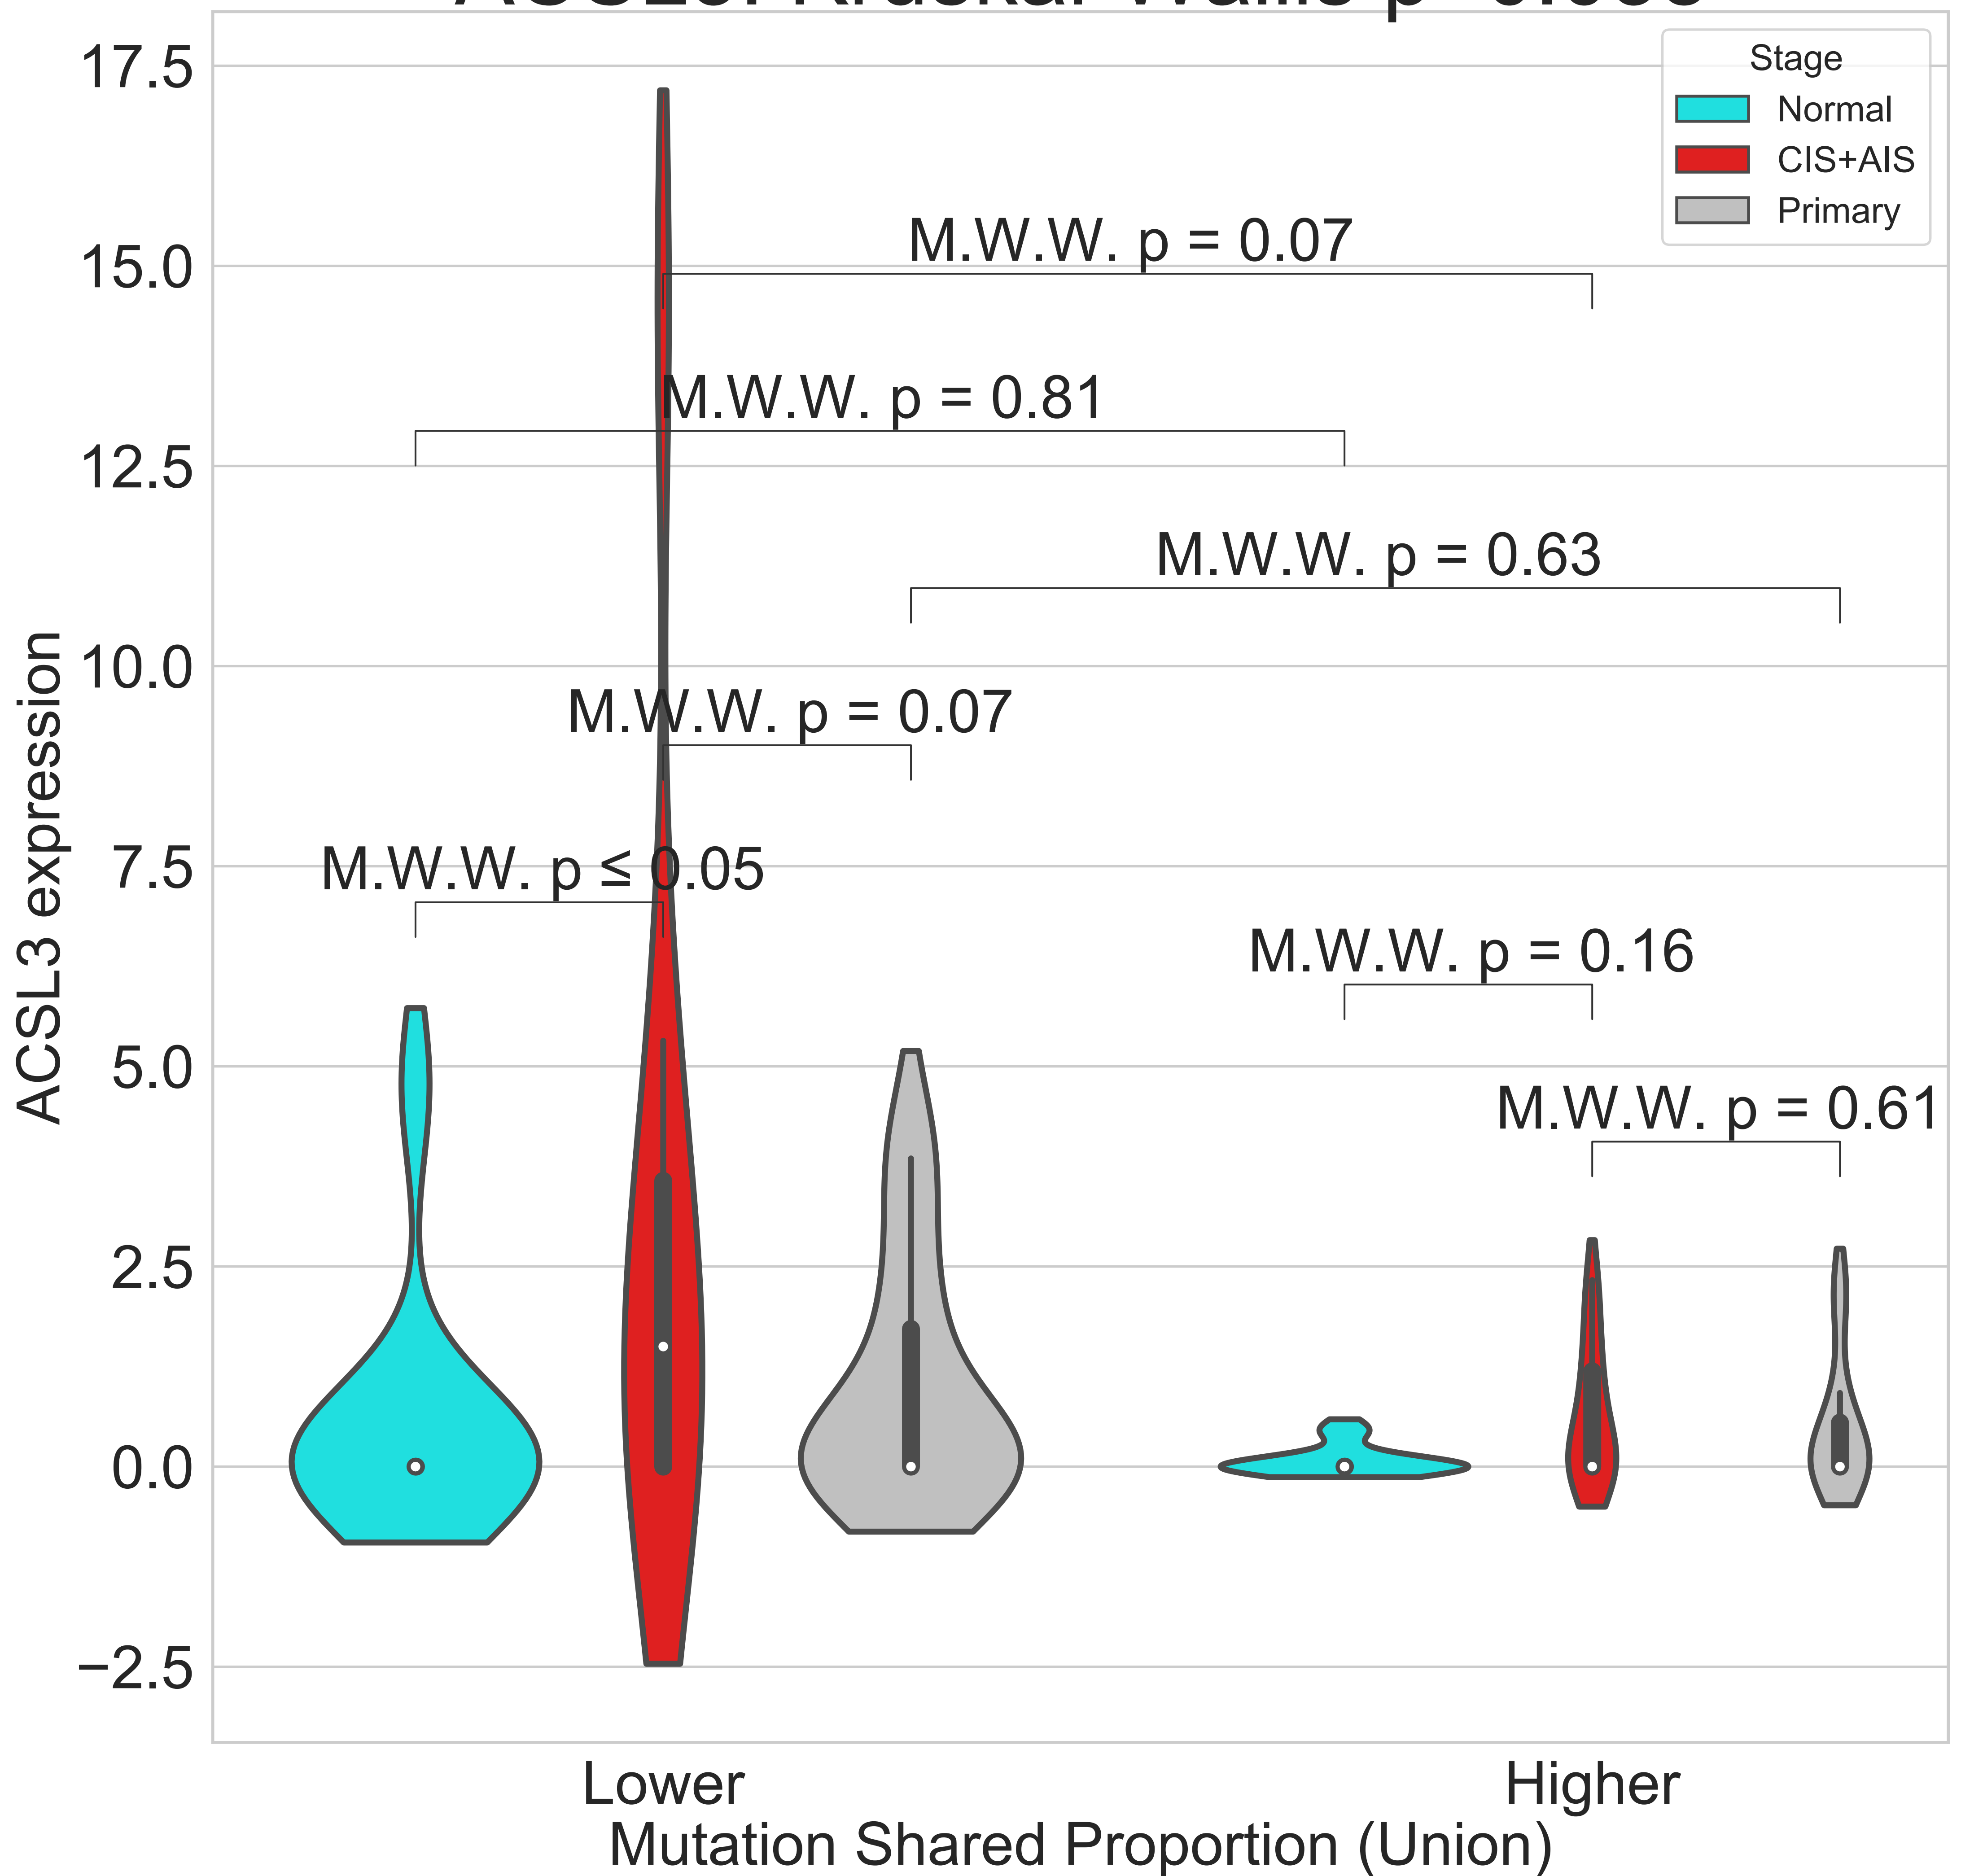 17.5
Stage
Normal
CIS+AIS
Primary
M.W.W. p = 0.07
15.0
M.W.W. p = 0.81
12.5
M.W.W. p = 0.63
10.0
M.W.W. p = 0.07
7.5
M.W.W. p ≤ 0.05
M.W.W. p = 0.16
5.0
M.W.W. p = 0.61
2.5
0.0
−2.5
ACSL3 expression
Lower
Higher
Mutation Shared Proportion (Union)